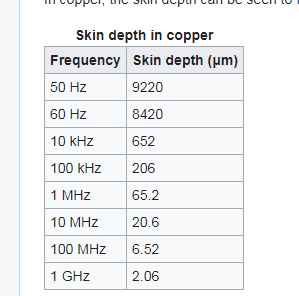 In copper, the skin depth can be seen to
Skin depth in copper
Frequency Skin depth (μm)
50 Hz 9220
60 Hz 8420
10 kHz 652
100 kHz 206
1 MHz 65.2
10 MHz 20.6
100 MHz 6.52
1 GHz 2.06